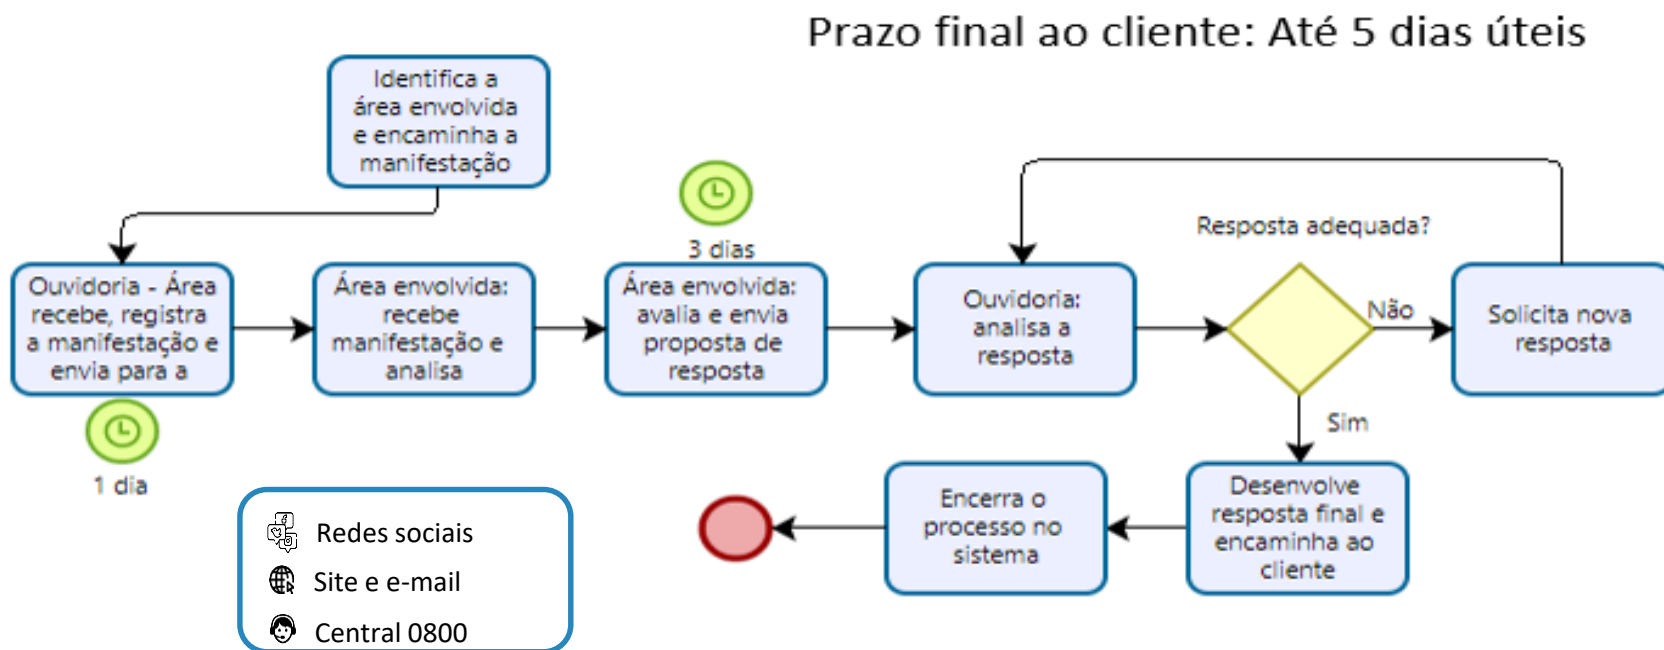 Prazo final ao cliente: Até 5 dias úteis
Identifica a
área envolvida
e encaminha a
manifestação
3 dias
Resposta adequada?
Ouvidoria - Área
recebe, registra
a manifestação e
envia para a
Área envolvida:
recebe
manifestação e
analisa
Área envolvida:
avalia e envia
proposta de
resposta
Ouvidoria:
analisa a
resposta
Não
Solicita nova
resposta
Sim
1 dia
Desenvolve
resposta final e
encaminha ao
cliente
Encerra o
processo no
sistema
Redes sociais
Site e e-mail
Central 0800